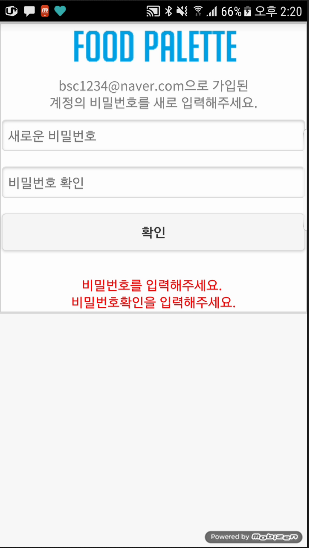 66% 오후 2:20
FOOD PALETTE
bsc1234@naver.com으로 가입된
계정의 비밀번호를 새로 입력해주세요.
새로운 비밀번호
비밀번호 확인
확인
비밀번호를 입력해주세요.
비밀번호확인을 입력해주세요.
Powered by mobizen